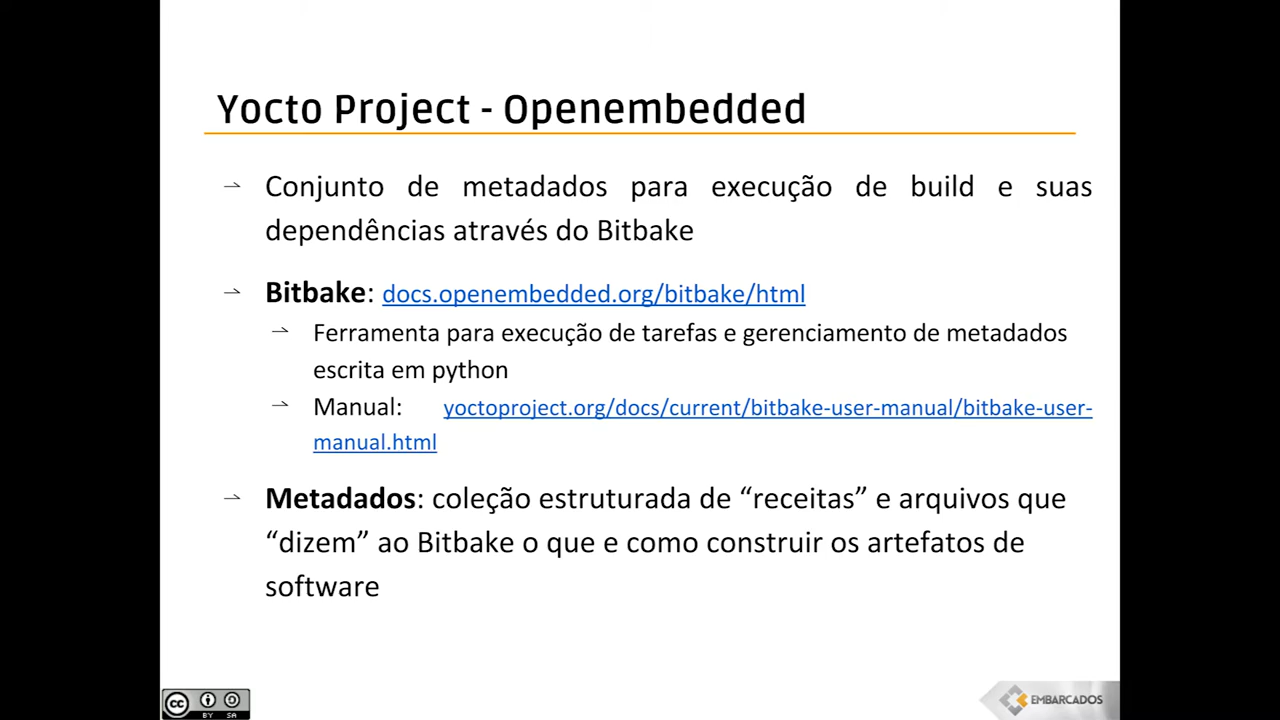 Yocto Project - Openembedded
Conjunto de metadados para execução de build e suas
dependências através do Bitbake
Bitbake: docs.openembedded.org/bitbake/html
Ferramenta para execução de tarefas e gerenciamento de metadados
escrita em python
Manual: yoctoproject.org/docs/current/bitbake-user-manual/bitbake-user-
manual.html
Metadados: coleção estruturada de “receitas” e arquivos que
“dizem” ao Bitbake o que e como construir os artefatos de
software
cc BY SA
EMBARCADOS